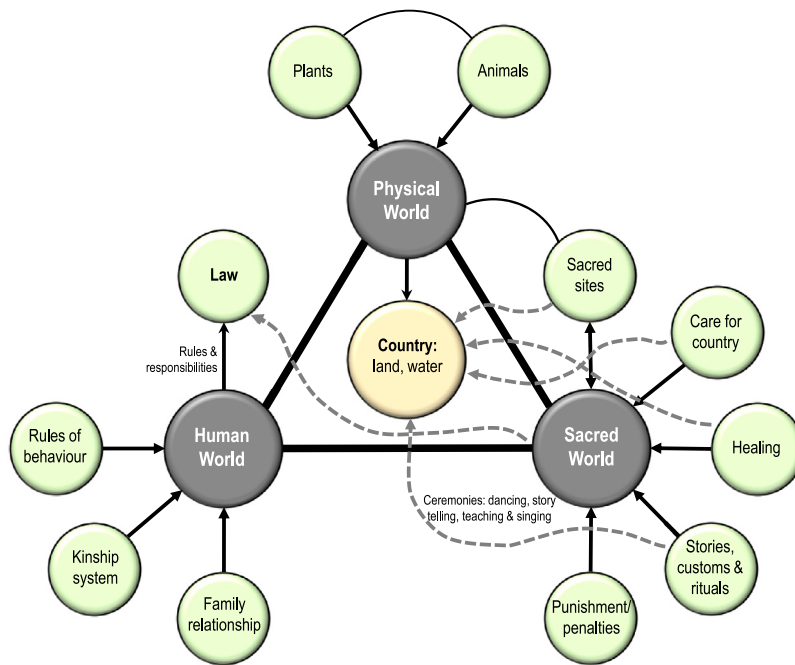 Plants
Animals
Physical
World
Law
Sacred
sites
Care for
country
Country:
land, water
Rules &
responsibilities
Rules of
behaviour
Human
World
Sacred
World
Healing
Ceremonies: dancing, story
telling, teaching & singing
Kinship
system
Family
relationship
Punishment/
penalties
Stories,
customs &
rituals